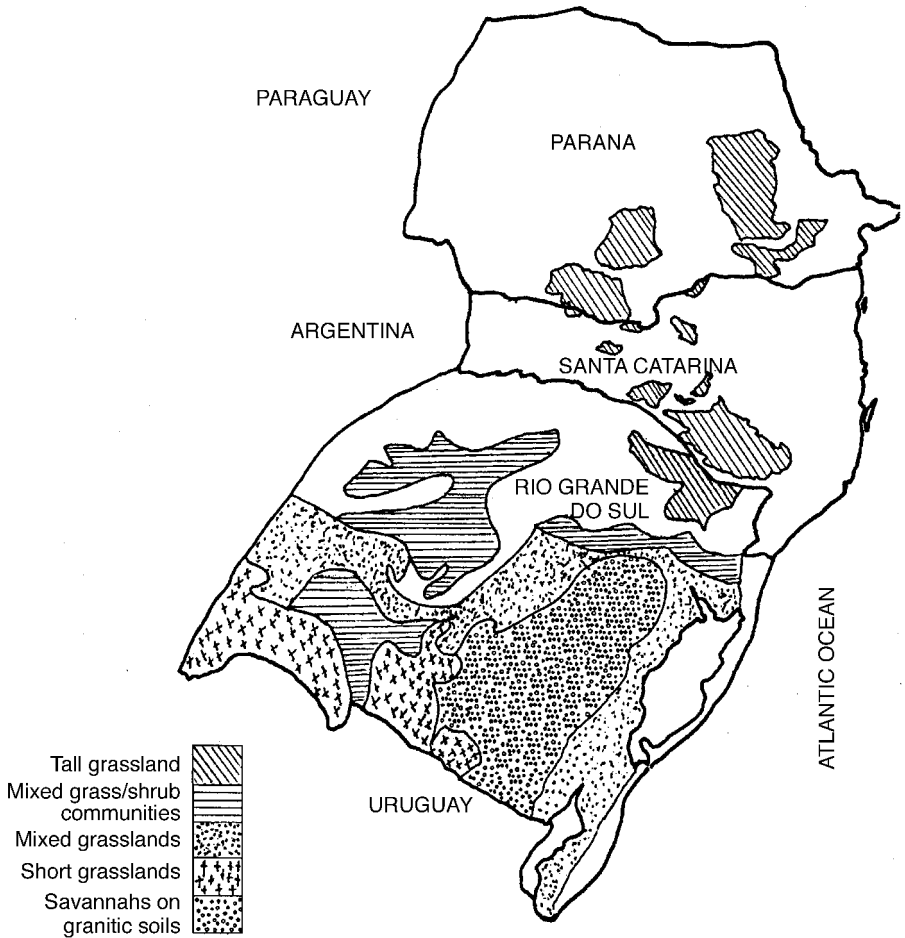 PARAGUAY
PARANA
ARGENTINA
SANTA CATARINA
RIO GRANDE
DO SUL
ATLANTIC OCEAN
URUGUAY
Tall grassland
Mixed grass/shrub
communities
Mixed grasslands
Short grasslands
Savannahs on
granitic soils